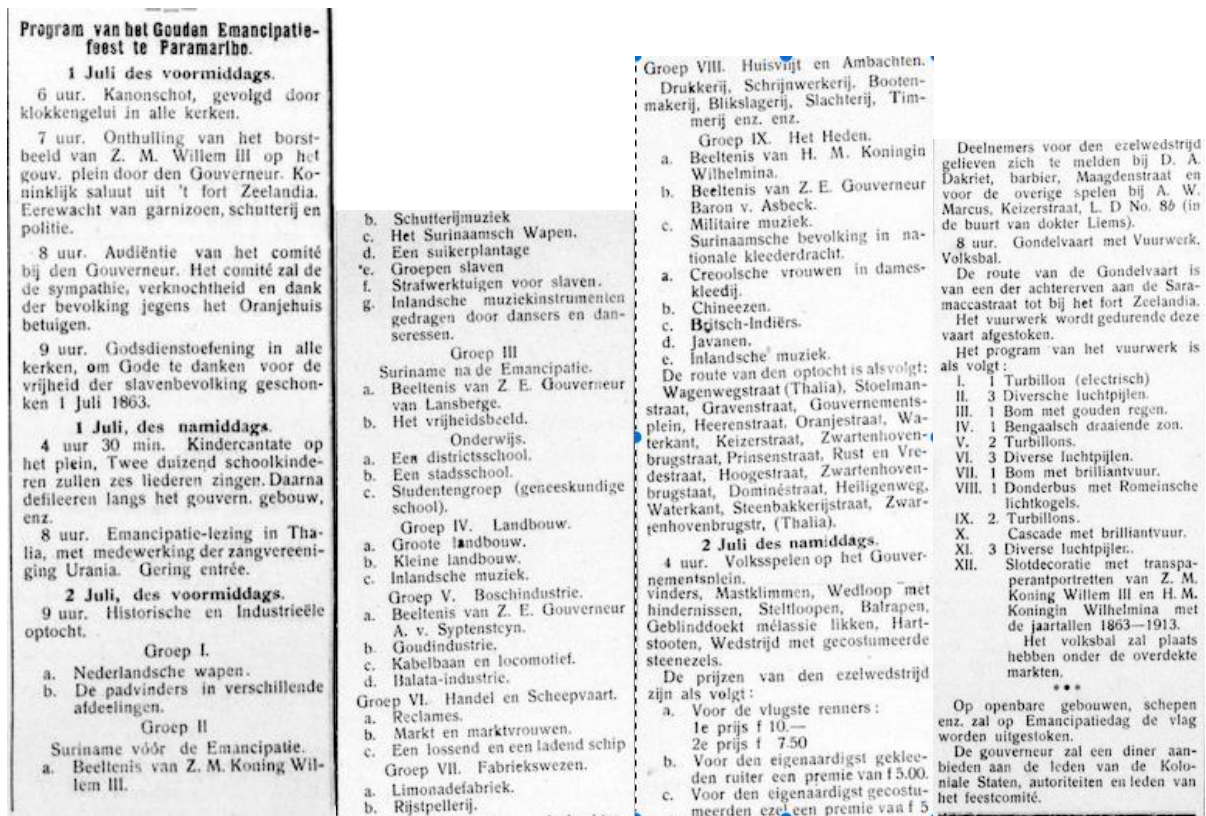 Program van het Gouden Emancipatie-
feest te Paramaribo.
1 Juli des voormiddags.
6 uur. Kanonschot, gevolgd door
klokkengelui in alle kerken.
7 uur. Onthulling van het borst-
beeld van Z. M. Willem III op het
gouv. plein door den Gouverneur. Ko-
ninklijk saluut uit 't fort Zeelandia.
Eerewacht van garnizoen, schutterij en
politie.
8 uur. Audiëntie van het comité
bij den Gouverneur. Het comité zal de
de sympathie, verknochtheid en dank
der bevolking jegens het Oranjehuis
betuigen.
9 uur. Godsdienstoefening in alle
kerken, om Gode te danken voor de
vrijheid der slavenbevolking geschon-
ken 1 Juli 1863.
1 Juli, des namiddags.
4 uur 30 min. Kindercantate op
het plein, Twee duizend schoolkinde-
ren zullen zes liederen zingen. Daarna
defileeren langs het gouvern. gebouw,
enz.
8 uur. Emancipatie-lezing in Tha-
lia, met medewerking der zangvereeni-
ging Urania. Gering entrée.
2 Juli, des voormiddags.
9 uur. Historische en Industrieële
optocht.
Groep I.
a. Nederlandsche wapen.
b. De padvinders in verschillende
afdeelingen.
Groep II
Suriname vóór de Emancipatie.
a. Beeltenis van Z. M. Koning Wil-
lem III.
b. Schutterijmuziek
c. Het Surinaamsch Wapen.
d. Een suikerplantage
e. Groepen slaven
f. Strafwerktuigen voor slaven.
g. Inlandsche muziekinstrumenten
gedragen door dansers en dan-
seressen.
Groep III
Suriname na de Emancipatie.
a. Beeltenis van Z E. Gouverneur
van Lansberge.
b. Het vrijheidsbeeld.
Onderwijs.
a. Een districtsschool.
b. Een stadsschool.
c. Studentengroep (geneeskundige
school).
Groep IV. Landbouw.
a. Groote landbouw.
b. Kleine landbouw.
c. Inlandsche muziek.
Groep V. Boschindustrie.
a. Beeltenis van Z. E. Gouverneur
A. v. Syptensteyn.
b. Goudindustrie.
c. Kabelbaan en locomotief.
d. Balata-industrie.
Groep VI. Handel en Scheepvaart.
a. Reclames.
b. Markt en marktvrouwen.
c. Een lossend en een ladend schip
Groep VII. Fabriekswezen.
a. Limonadefabriek.
b. Rijstpellerij.
Groep VIII. Huisvlijt en Ambachten.
Drukkerij, Schrijnwerkerij. Booten-
makerij, Blikslagerij, Slachterij, Tim-
merij enz. enz.
Groep IX. Het Heden.
a. Beeltenis van H. M. Koningin
Wilhelmina.
b. Beeltenis van Z. E. Gouverneur
Baron v. Asbeck.
c. Militaire muziek.
Surinaamsche bevolking in na-
tionale kleederdracht.
a. Creoolsche vrouwen in dames-
kleedij.
b. Chineezen.
c. Britsch-Indiërs.
d. Javanen.
e. Inlandsche muziek.
De route van de optocht is alsvolgt:
Wagenwegstraat (Thalia), Stoelman-
straat, Gravenstraat, Gouvernements-
plein, Heerenstraat, Oranjestraat, Wa-
terkant, Keizerstraat, Zwartenhoven-
brugstraat, Prinsenstraat, Rust en Vre-
destraat, Hoogestraat, Zwartenhoven-
brugstaat, Dominéstraat, Heiligenweg,
Waterkant, Steenbakkerijstraat, Zwar-
tenhovenbrugstr, (Thalia).
2 Juli des namiddags.
4 uur. Volksspelen op het Gouver-
nementsplein.
vinders, Mastklimmen, Wedloop met
hindernissen, Steltloopen, Balrapen,
Geblinddoekt mélassie likken, Hart-
stooten, Wedstrijd met gecostumeerde
steenezels.
De prijzen van den ezelwedstrijd
zijn als volgt:
a. Voor de vlugste renners:
1e prijs f 10.—
2e prijs f 7.50
b. Voor den eigenaardigst geklee-
den ruiter een premie van f 5.00.
c. Voor den eigenaardigst gecostu-
meerden ezel een premie van f 5
Deelnemers voor den ezelwedstrijd
gelieven zich te melden bij D. A.
Dakriet, barbier, Maagdenstraat en
voor de overige spelen bij A. W.
Marcus, Keizerstraat, L. D No. 8b (in
de buurt van dokter Liems).
8 uur. Gondelvaart met Vuurwerk.
Volksbal.
De route van de Gondelvaart is
van een der achtererven aan de Sara-
maccastraat tot bij het fort Zeelandia.
Het vuurwerk wordt gedurende deze
vaart afgestoken.
Het program van het vuurwerk is
als volgt:
I. 1 Turbillon (electrisch)
II. 3 Diversche luchtpijlen.
III. 1 Bom met gouden regen.
IV. 1 Bengaalsch draaiende zon.
V. 2 Turbillons.
VI. 3 Diverse luchtpijlen.
VII. 1 Bom met brilliantvuur.
VIII. 1 Donderbus met Romeinsche
lichtkogels.
IX. 2. Turbillons.
X. Cascade met brilliantvuur.
XI. 3 Diverse luchtpijlen.
XII. Slotdecoratie met transpa-
perantportretten van Z. M.
Koning Willem III en H. M.
Koningin Wilhelmina met
de jaartallen 1863—1913.
Het volksbal zal plaats
hebben onder de overdekte
markten.
Op openbare gebouwen, schepen
enz. zal op Emancipatiedag de vlag
worden uitgestoken.
De gouverneur zal een diner aan-
bieden aan de leden van de Kolo-
niale Staten, autoriteiten en leden van
het feestcomité.